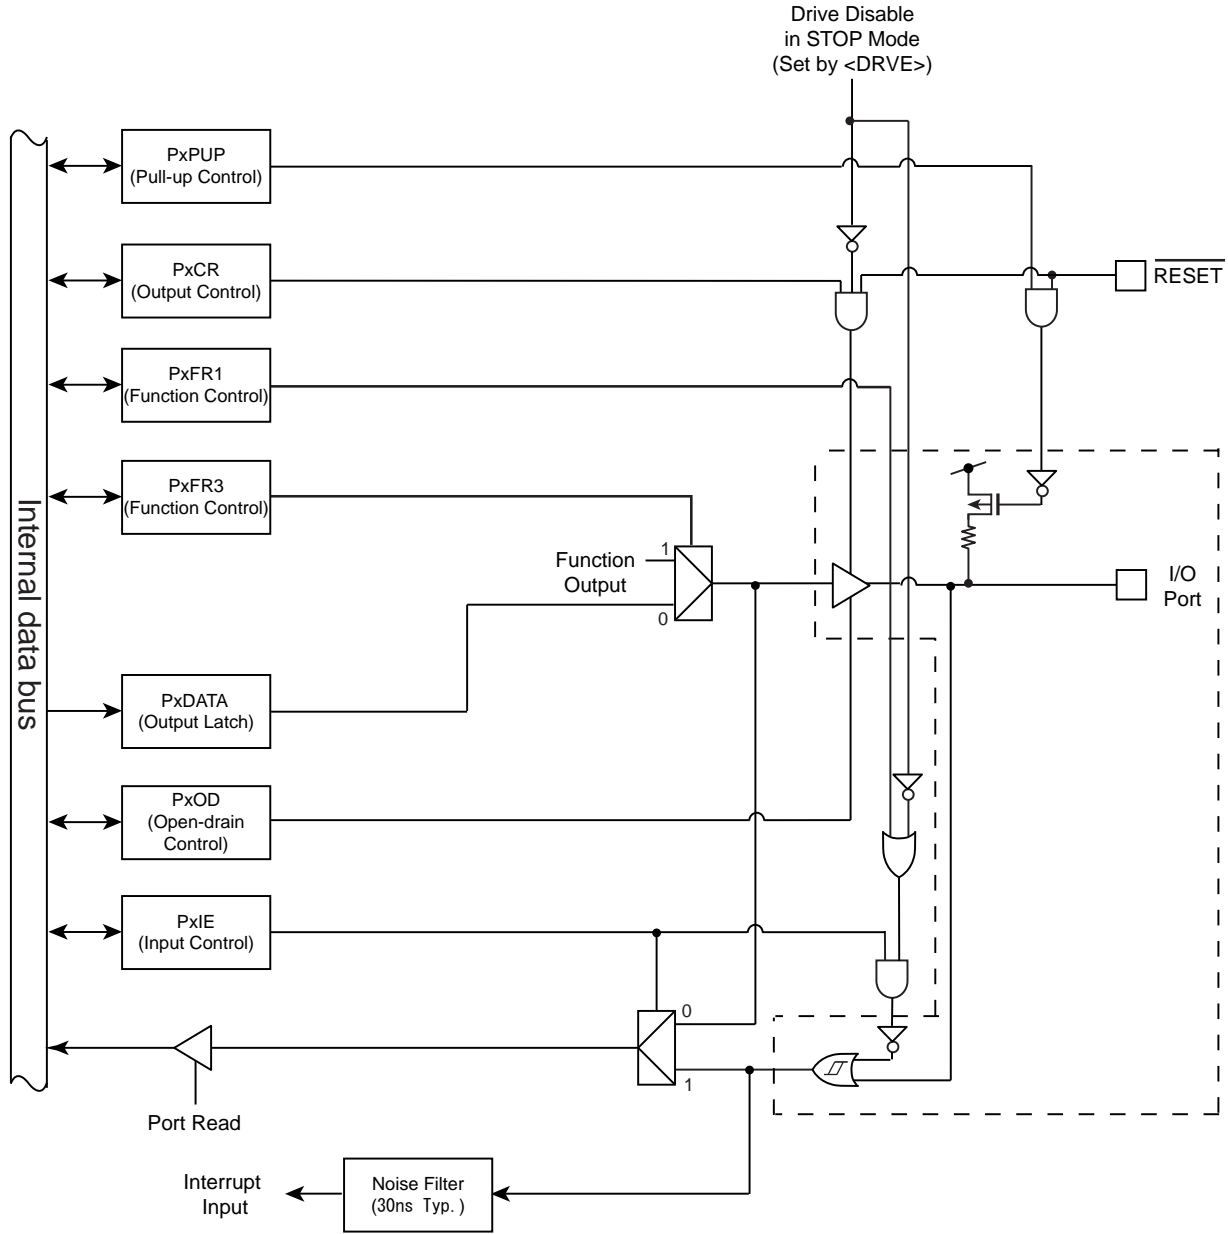 Drive Disable
in STOP Mode
(Set by <DRVE>)
PxPUP
(Pull-up Control)
PxCR
(Output Control)
RESET
PxFR1
(Function Control)
PxFR3
(Function Control)
Internal data bus
1
Function
Output
0
I/O
Port
PxDATA
(Output Latch)
PxOD
(Open-drain
Control)
PxIE
(Input Control)
0
1
Port Read
Interrupt
Input
Noise Filter
(30ns Typ.)